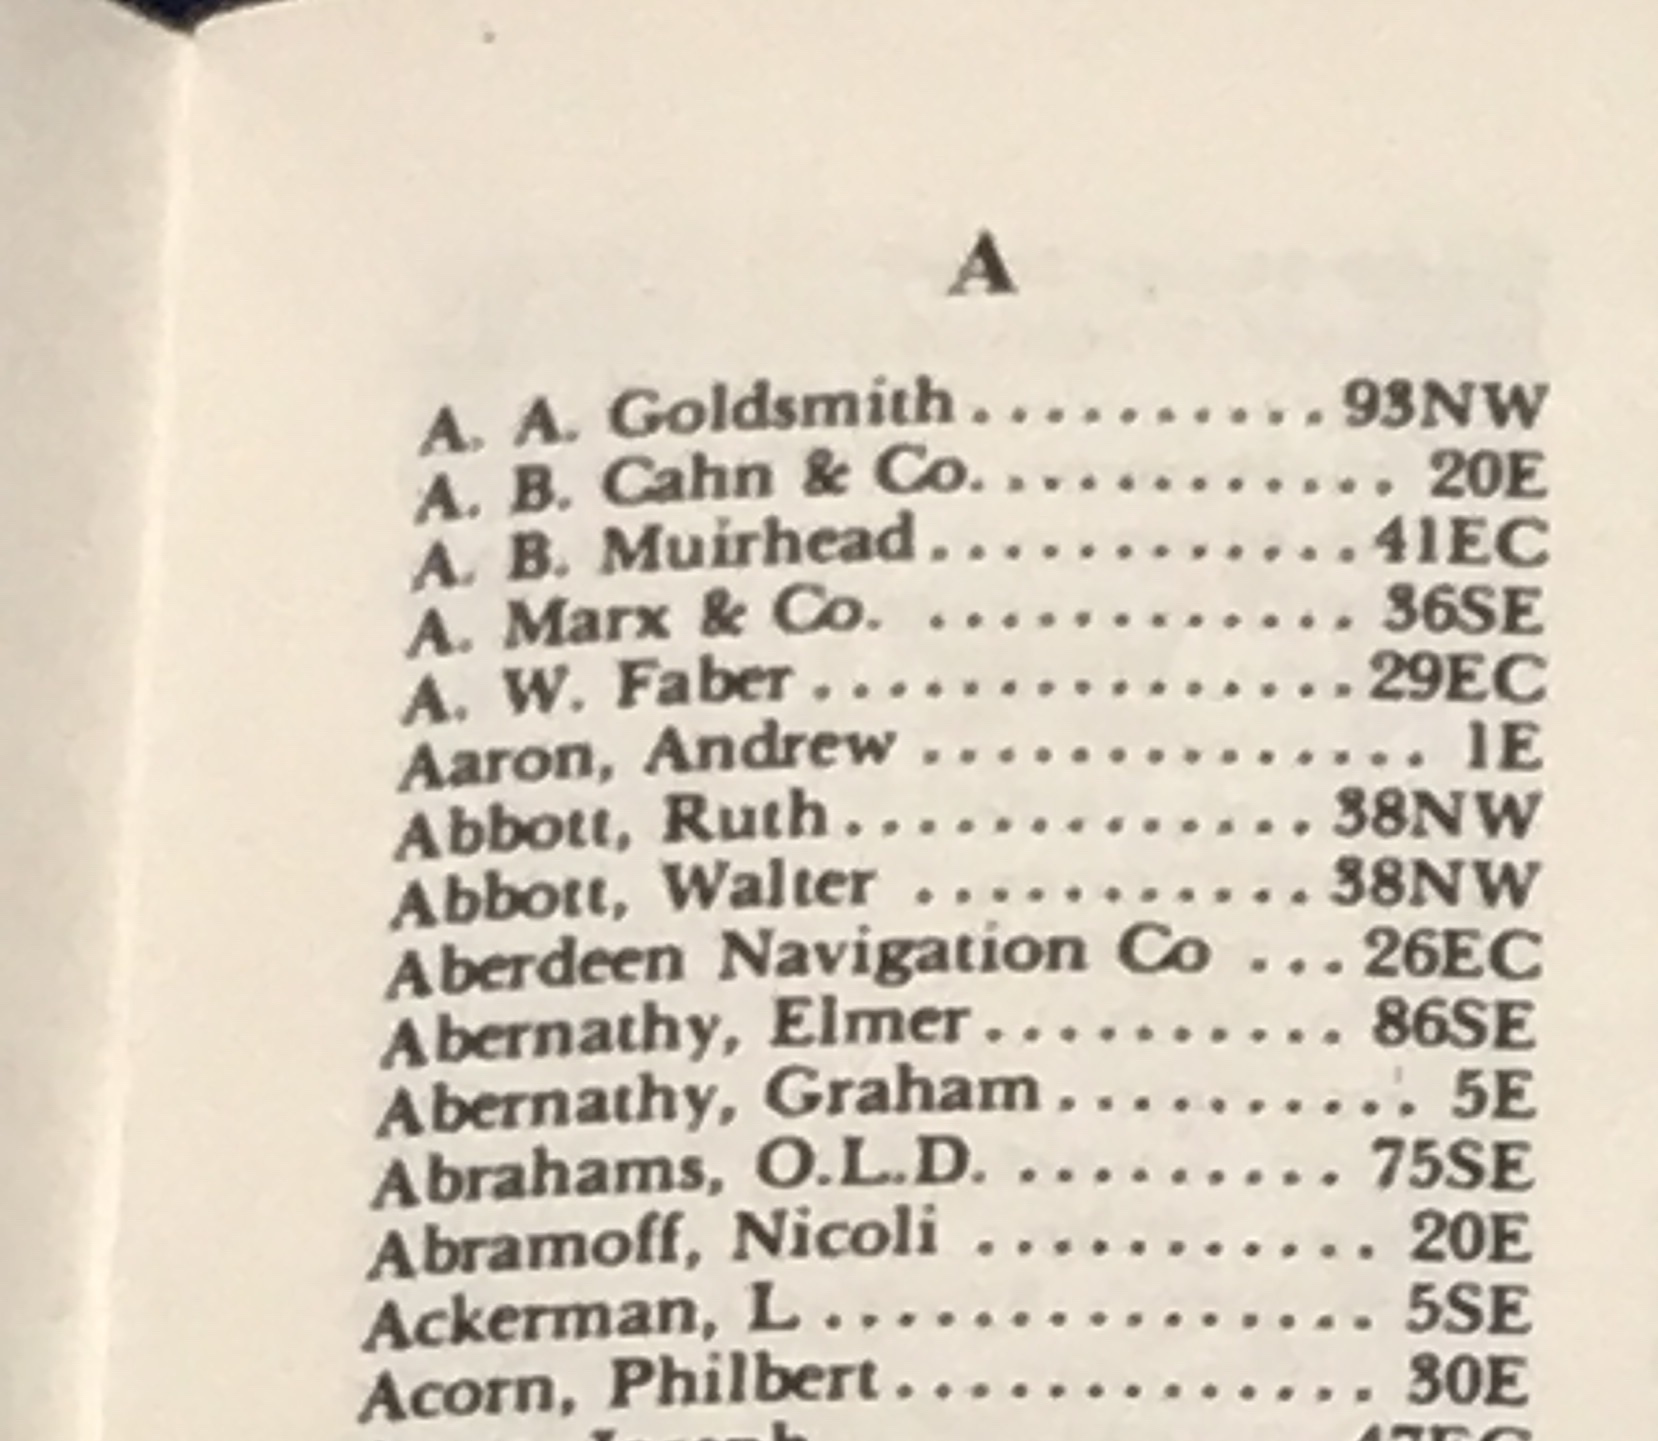 A
A. A. Goldsmith.......... 93NW
A. B. Cahn & Co............ 20E
A. B. Muirhead............ 41EC
A. Marx & Co. ............ 36SE
A. W. Faber ............... 29EC
Aaron, Andrew .............. 1E
Abbott, Ruth............. 38NW
Abbott, Walter ........... 38NW
Aberdeen Navigation Co ...26EC
Abernathy, Elmer.......... 86SE
Abernathy, Graham.......... 5E
Abrahams, O.L.D. ......... 75SE
Abramoff, Nicoli ........... 20E
Ackerman, L............... 5SE
Acorn, Philbert............. 30E